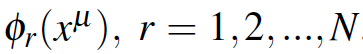 ϕ_r(x^μ), r = 1,2,...,N